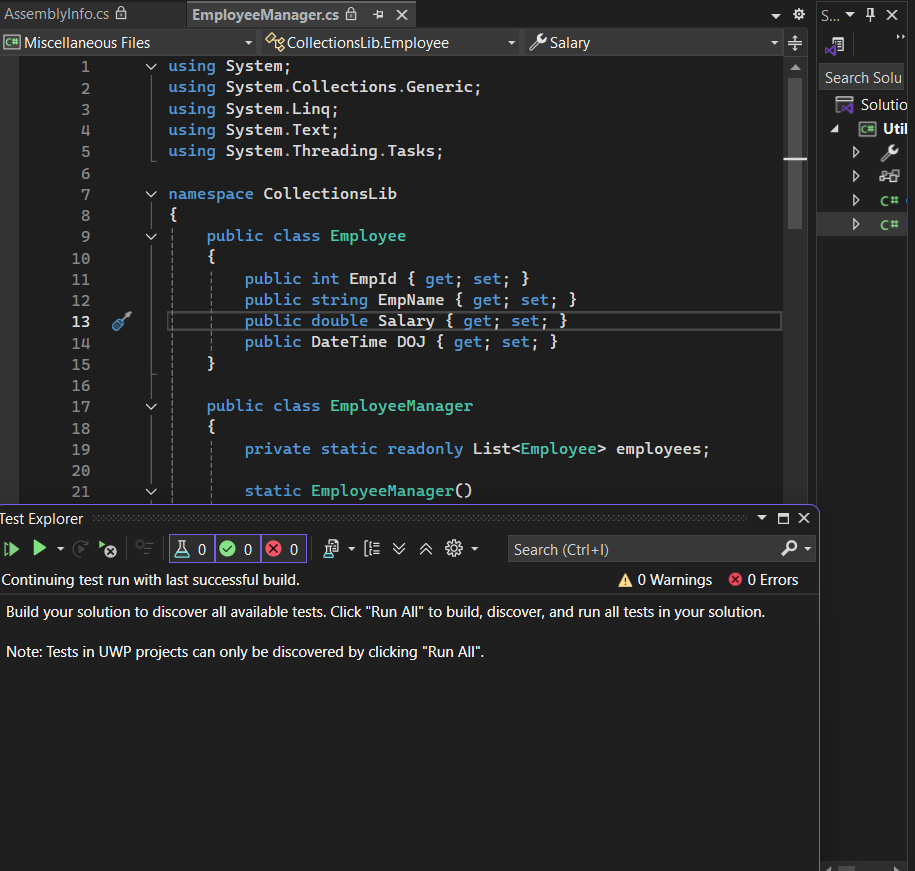 AssemblyInfo.cs
EmployeeManager.cs
S...
Miscellaneous Files
CollectionsLib.Employee
Salary
Search Solu
Solutio
Util
C#
C#
1 using System;
2 using System.Collections.Generic;
3 using System.Linq;
4 using System.Text;
5 using System.Threading.Tasks;
6
7 namespace CollectionsLib
8 {
9 public class Employee
10 {
11 public int EmpId { get; set; }
12 public string EmpName { get; set; }
13 public double Salary { get; set; }
14 public DateTime DOJ { get; set; }
15 }
16
17 public class EmployeeManager
18 {
19 private static readonly List<Employee> employees;
20
21 static EmployeeManager()
Test Explorer
0 0 0
Search (Ctrl+I)
Continuing test run with last successful build.
0 Warnings 0 Errors
Build your solution to discover all available tests. Click "Run All" to build, discover, and run all tests in your solution.
Note: Tests in UWP projects can only be discovered by clicking "Run All".